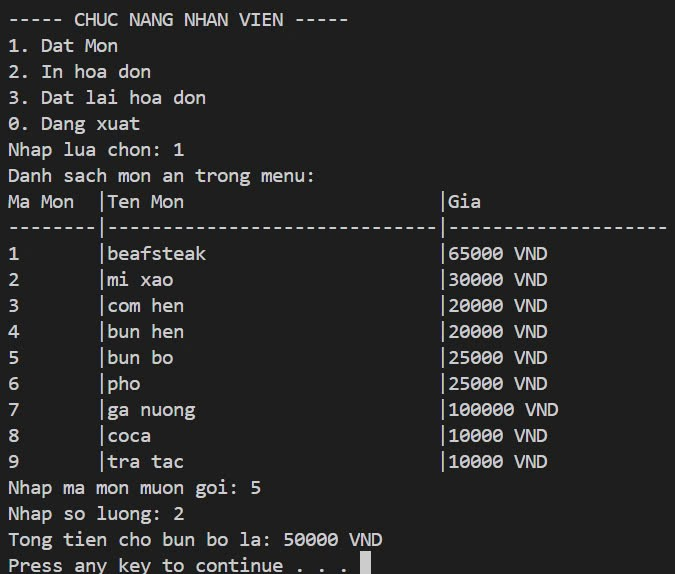 ----- CHUC NANG NHAN VIEN -----
1. Dat Mon
2. In hoa don
3. Dat lai hoa don
0. Dang xuat
Nhap lua chon: 1
Danh sach mon an trong menu:
Ma Mon  |Ten Mon                       |Gia
--------|------------------------------|--------------------
1       |beafsteak                     |65000 VND
2       |mi xao                        |30000 VND
3       |com hen                       |20000 VND
4       |bun hen                       |20000 VND
5       |bun bo                        |25000 VND
6       |pho                           |25000 VND
7       |ga nuong                      |100000 VND
8       |coca                          |10000 VND
9       |tra tac                       |10000 VND
Nhap ma mon muon goi: 5
Nhap so luong: 2
Tong tien cho bun bo la: 50000 VND
Press any key to continue . . .